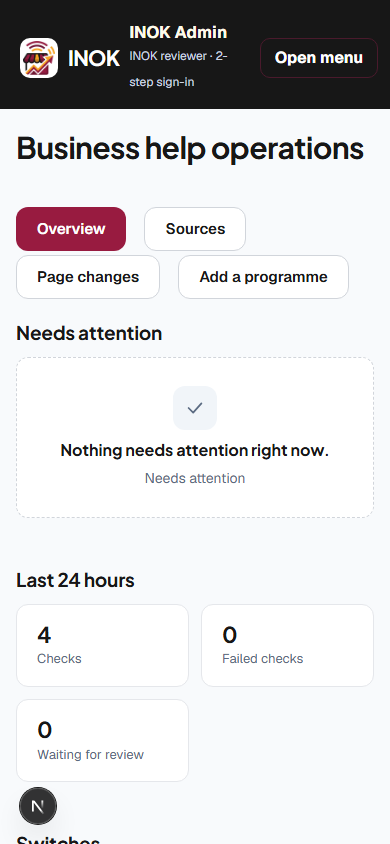 INOK
INOK Admin
INOK reviewer · 2-
step sign-in
Open menu
Business help operations
Overview
Sources
Page changes
Add a programme
Needs attention
Nothing needs attention right now.
Needs attention
Last 24 hours
4
Checks
0
Failed checks
0
Waiting for review
N
Switches